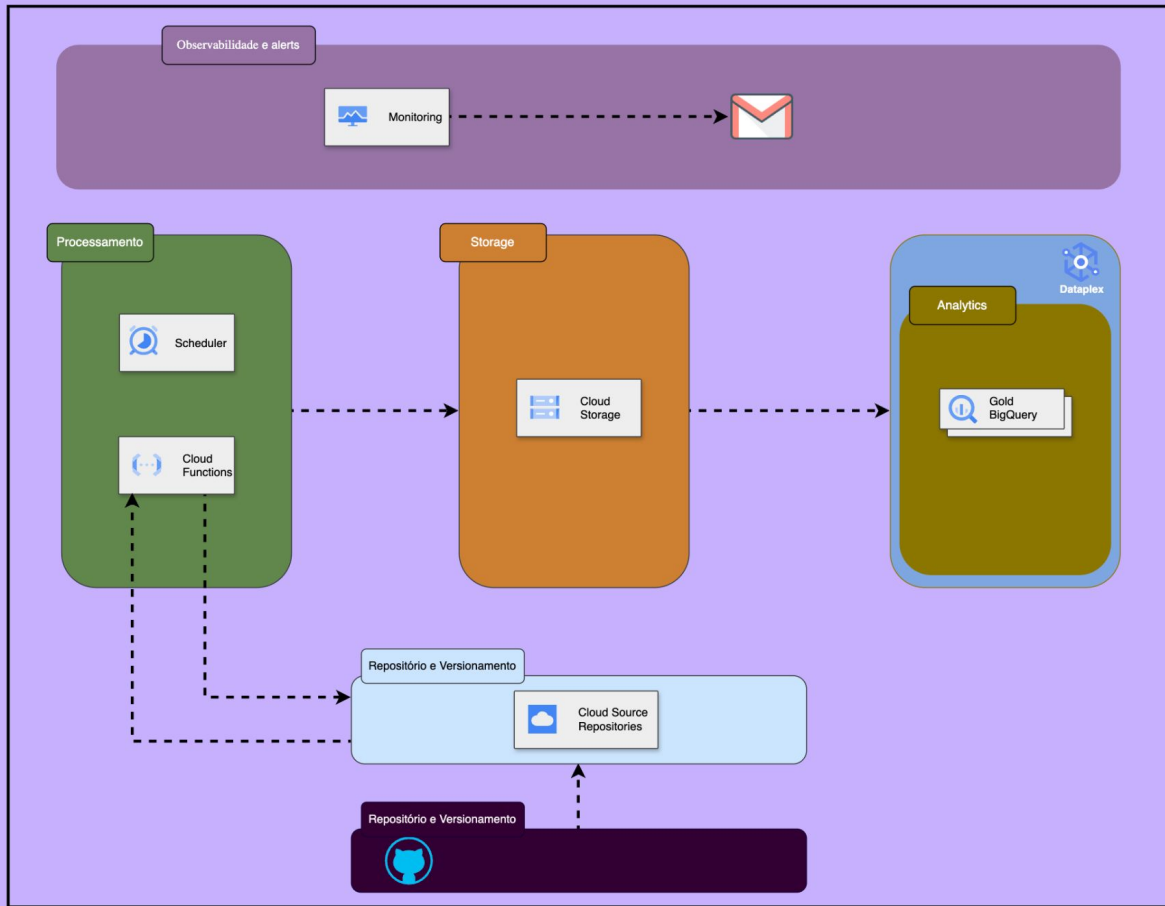 Observabilidade e alerts
Monitoring
Processamento
Scheduler
Cloud
Functions
Storage
Cloud
Storage
Dataplex
Analytics
Gold
BigQuery
Repositório e Versionamento
Cloud Source
Repositories
Repositório e Versionamento